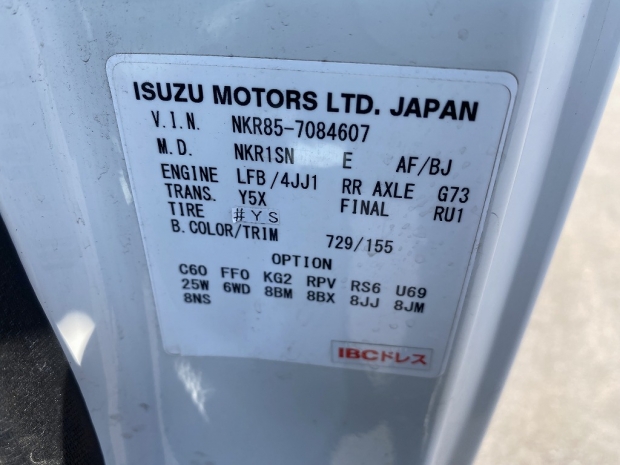 ISUZU MOTORS LTD. JAPAN
V.I.N. NKR85-7084607
M.D. NKR1SN E AF/BJ
ENGINE LFB/4JJ1 RR AXLE G73
TRANS. Y5X FINAL RU1
TIRE #YS
B.COLOR/TRIM 729/155
OPTION
C60 FF0 KG2 RPV RS6 U69
25W 6WD 8BM 8BX 8JJ 8JM
8NS
IBCドレス